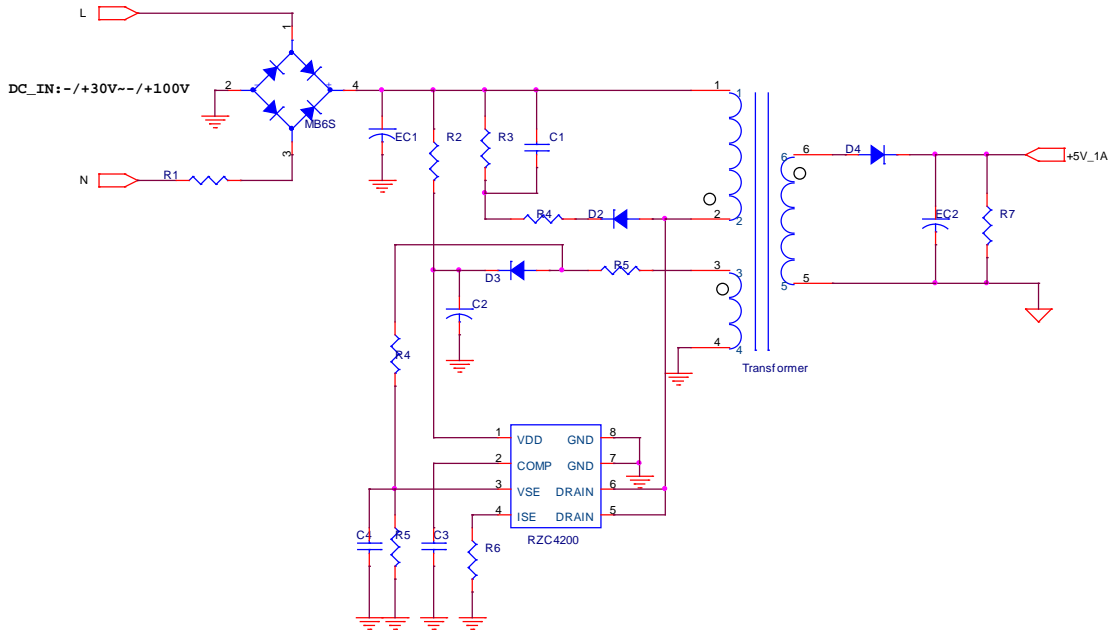 L
1
DC_IN:-/+30V~-/+100V
2
4
MB6S
3
N
R1
EC1
R2
R3
C1
R4
D2
1
1
2
2
6
6
D4
+5V_1A
EC2
R7
5
5
D3
R5
3
3
C2
4
4
Transformer
R4
1
VDD
GND
8
2
COMP
GND
7
3
VSE
DRAIN
6
4
ISE
DRAIN
5
RZC4200
C4
R5
C3
R6